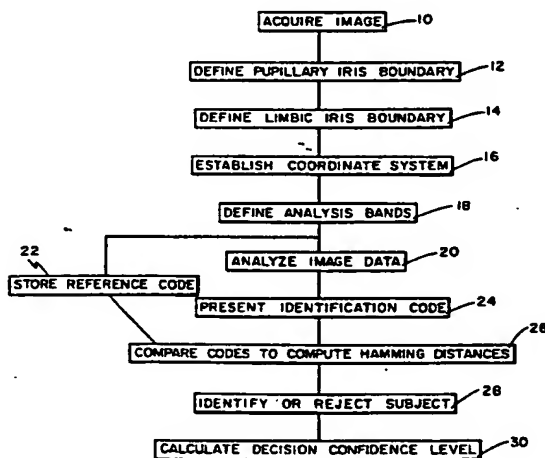 ACQUIRE IMAGE 10
DEFINE PUPILLARY IRIS BOUNDARY 12
DEFINE LIMBIC IRIS BOUNDARY 14
ESTABLISH COORDINATE SYSTEM 16
DEFINE ANALYSIS BANDS 18
22
ANALYZE IMAGE DATA 20
STORE REFERENCE CODE
PRESENT IDENTIFICATION CODE 24
26
COMPARE CODES TO COMPUTE HAMMING DISTANCES
IDENTIFY OR REJECT SUBJECT 28
CALCULATE DECISION CONFIDENCE LEVEL 30